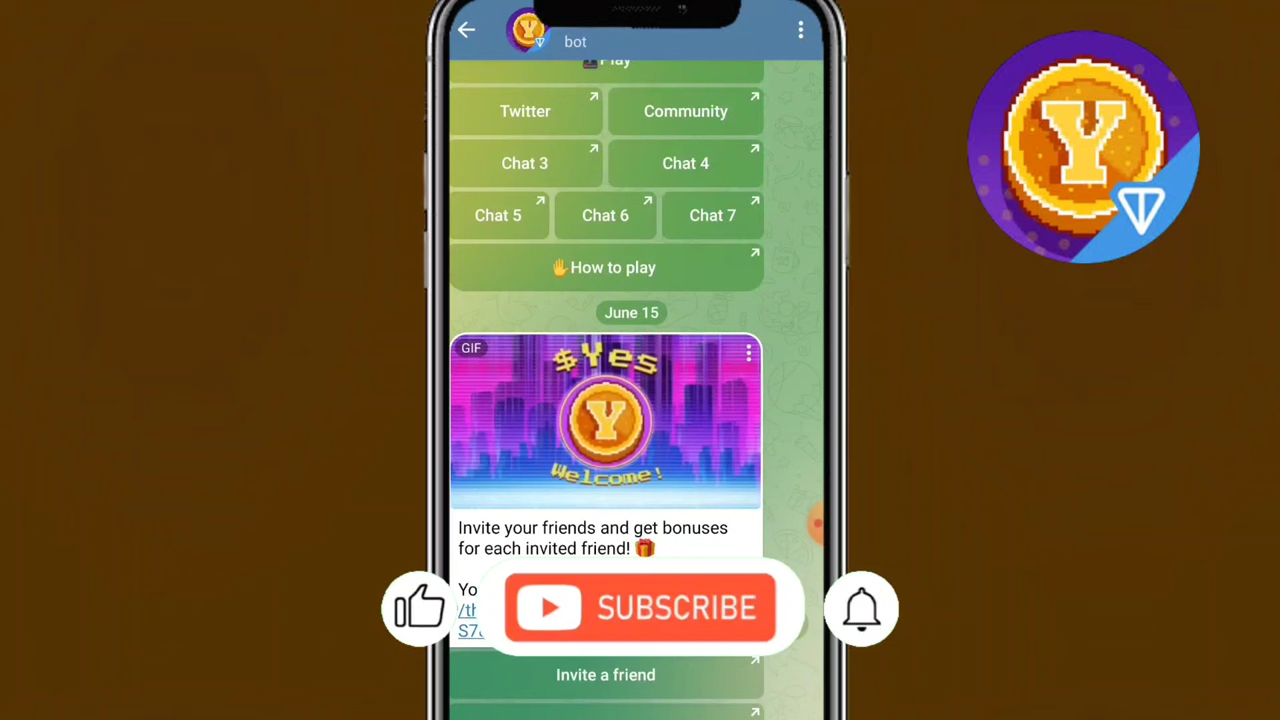 bot
Play
Twitter
Community
Chat 3
Chat 4
Chat 5
Chat 6
Chat 7
✋How to play
June 15
GIF
$Yes
Y
Welcome!
Invite your friends and get bonuses
for each invited friend! 🎁
SUBSCRIBE
Invite a friend
Y